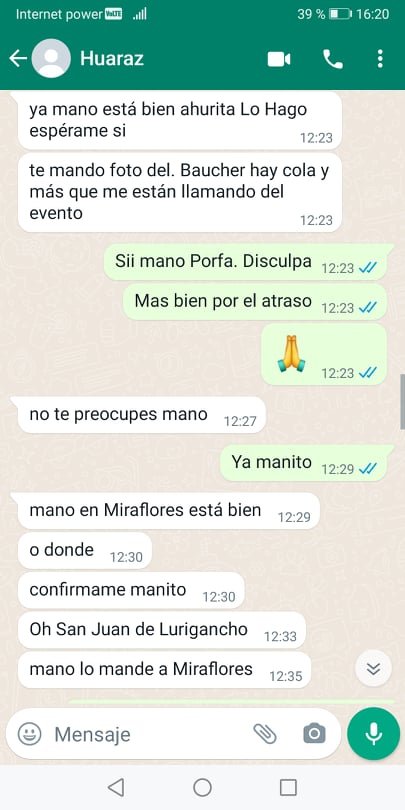 Internet power VoLTE 39 % 16:20
Huaraz
ya mano está bien ahurita Lo Hago
espérame si
12:23
te mando foto del. Baucher hay cola y
más que me están llamando del
evento
12:23
Sii mano Porfa. Disculpa 12:23
Mas bien por el atraso 12:23
🙏
12:23
no te preocupes mano 12:27
Ya manito 12:29
mano en Miraflores está bien 12:29
o donde 12:30
confirmame manito 12:30
Oh San Juan de Lurigancho 12:33
mano lo mande a Miraflores 12:35
Mensaje